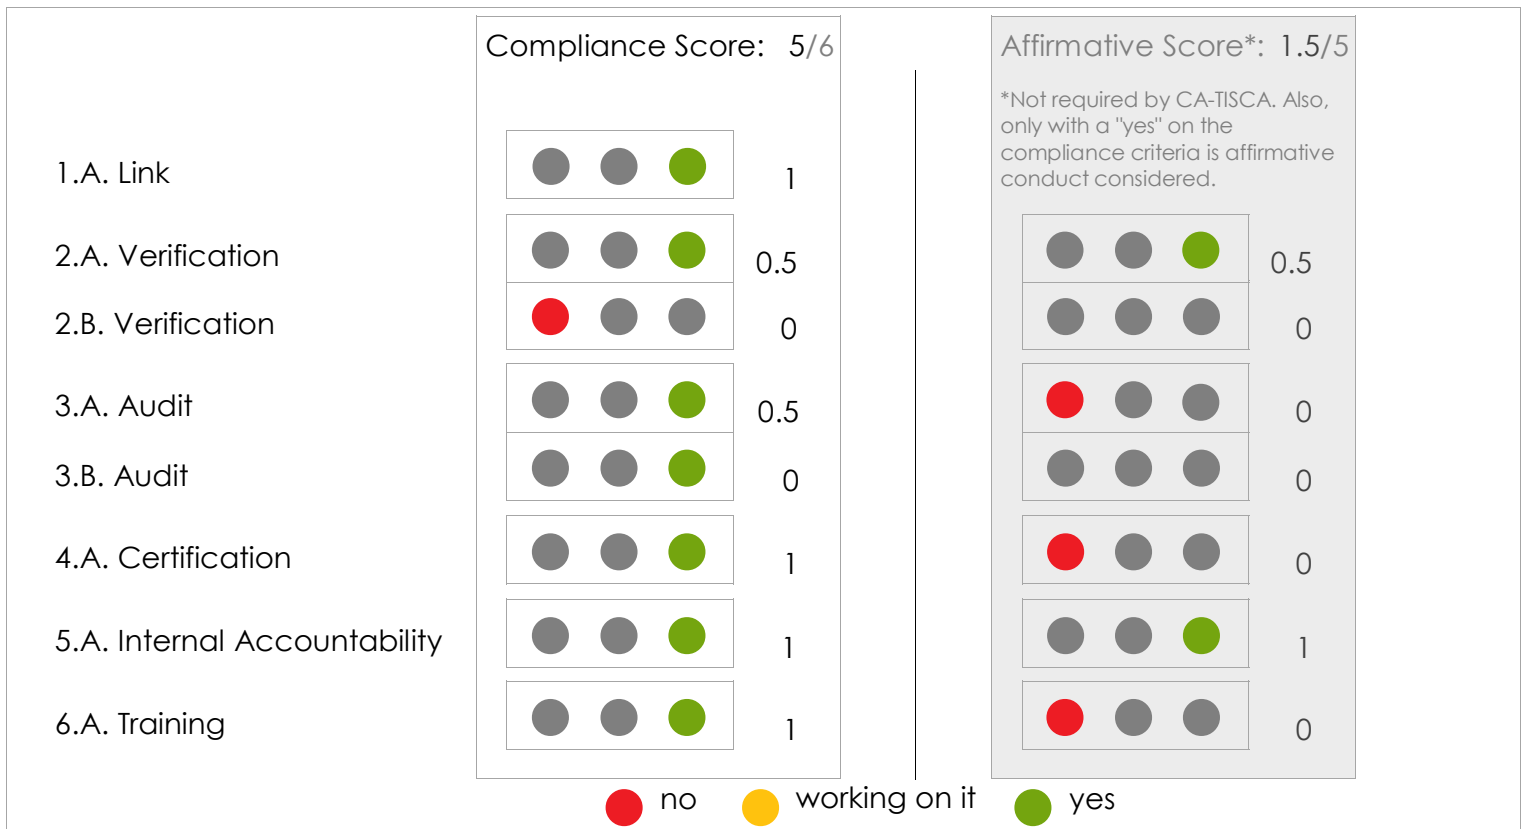 Compliance Score: 5/6
Affirmative Score*: 1.5/5
*Not required by CA-TISCA. Also,
only with a "yes" on the
compliance criteria is affirmative
conduct considered.
1.A. Link 1
2.A. Verification 0.5 0.5
2.B. Verification 0 0
3.A. Audit 0.5 0
3.B. Audit 0 0
4.A. Certification 1 0
5.A. Internal Accountability 1 1
6.A. Training 1 0
no working on it yes